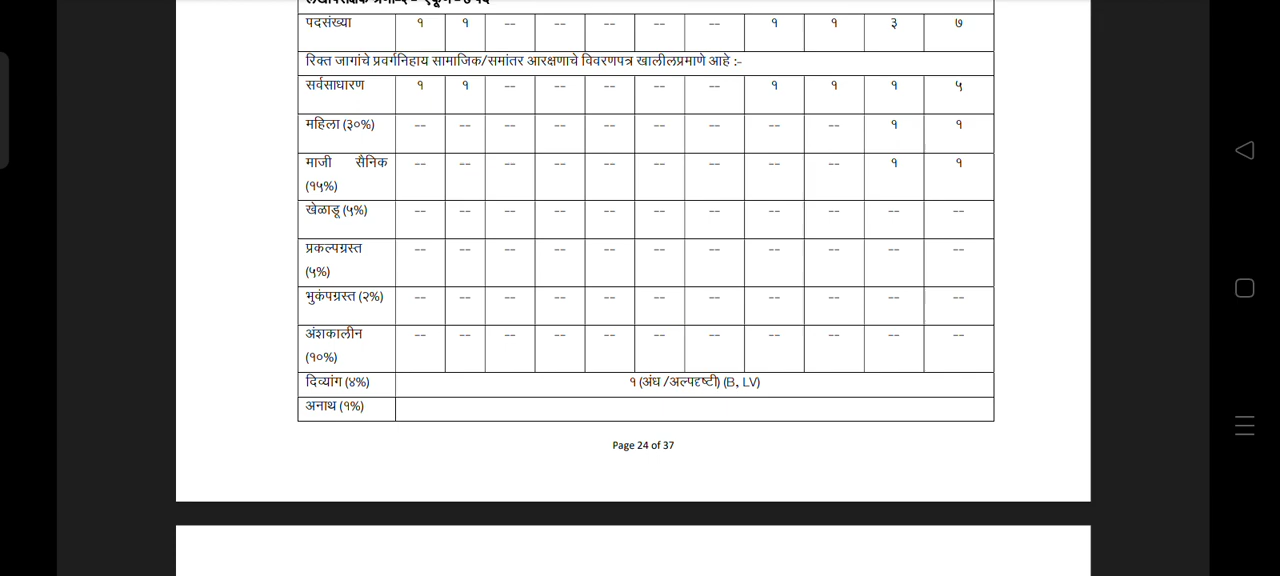 पदसंख्या १ १ -- -- -- -- -- १ १ ३ ७
रिक्त जागांचे प्रवर्गनिहाय सामाजिक/समांतर आरक्षणाचे विवरणपत्र खालीलप्रमाणे आहे :-
सर्वसाधारण १ १ -- -- -- -- -- १ १ १ ५
महिला (३०%) -- -- -- -- -- -- -- -- -- १ १
माजी सैनिक -- -- -- -- -- -- -- -- -- १ १
(१५%)
खेळाडू (५%) -- -- -- -- -- -- -- -- -- -- --
प्रकल्पग्रस्त -- -- -- -- -- -- -- -- -- -- --
(५%)
भुकंपग्रस्त (२%) -- -- -- -- -- -- -- -- -- -- --
अंशकालीन -- -- -- -- -- -- -- -- -- -- --
(१०%)
दिव्यांग (४%) १ (अंध /अल्पदृष्टी) (B, LV)
अनाथ (१%)
Page 24 of 37